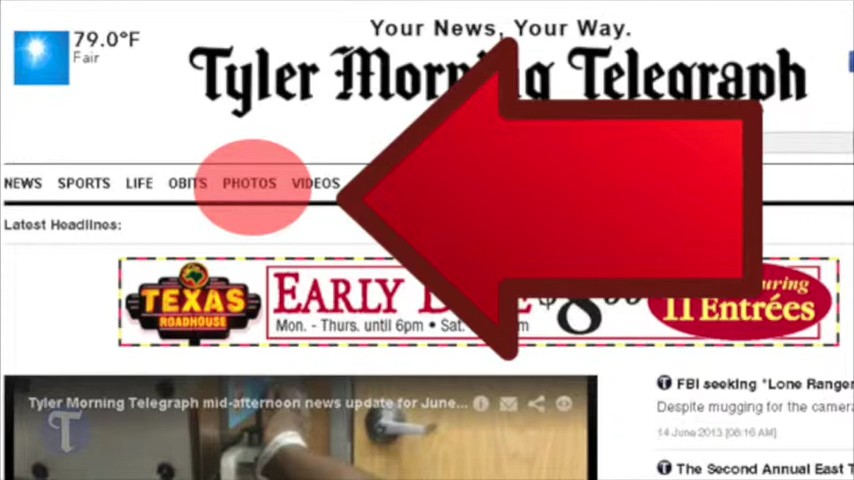 Your News, Your Way.
79.0°F
Fair
Tyler Morning Telegraph
NEWS SPORTS LIFE OBITS PHOTOS VIDEOS
Latest Headlines:
TEXAS
ROADHOUSE
EARLY
Mon. - Thurs. until 6pm • Sat.
11 Entrées
Tyler Morning Telegraph mid-afternoon news update for June...
FBI seeking "Lone Ranger
Despite mugging for the camera
14 June 2013 [08:16 AM]
The Second Annual East T